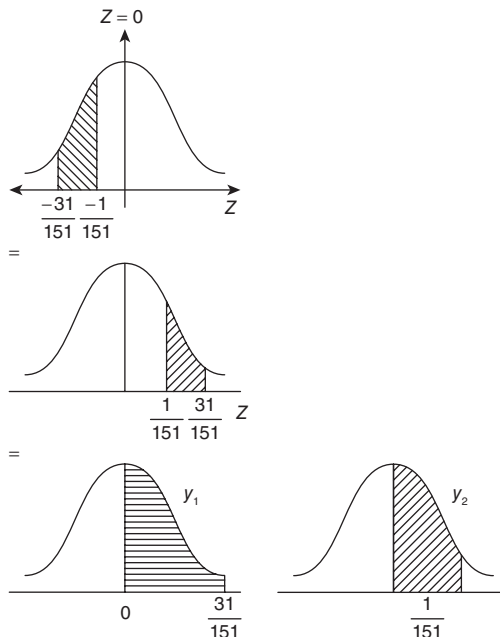 Z = 0
−31/151 −1/151 Z
=
1/151 31/151 Z
=
y₁ y₂
0 31/151 1/151